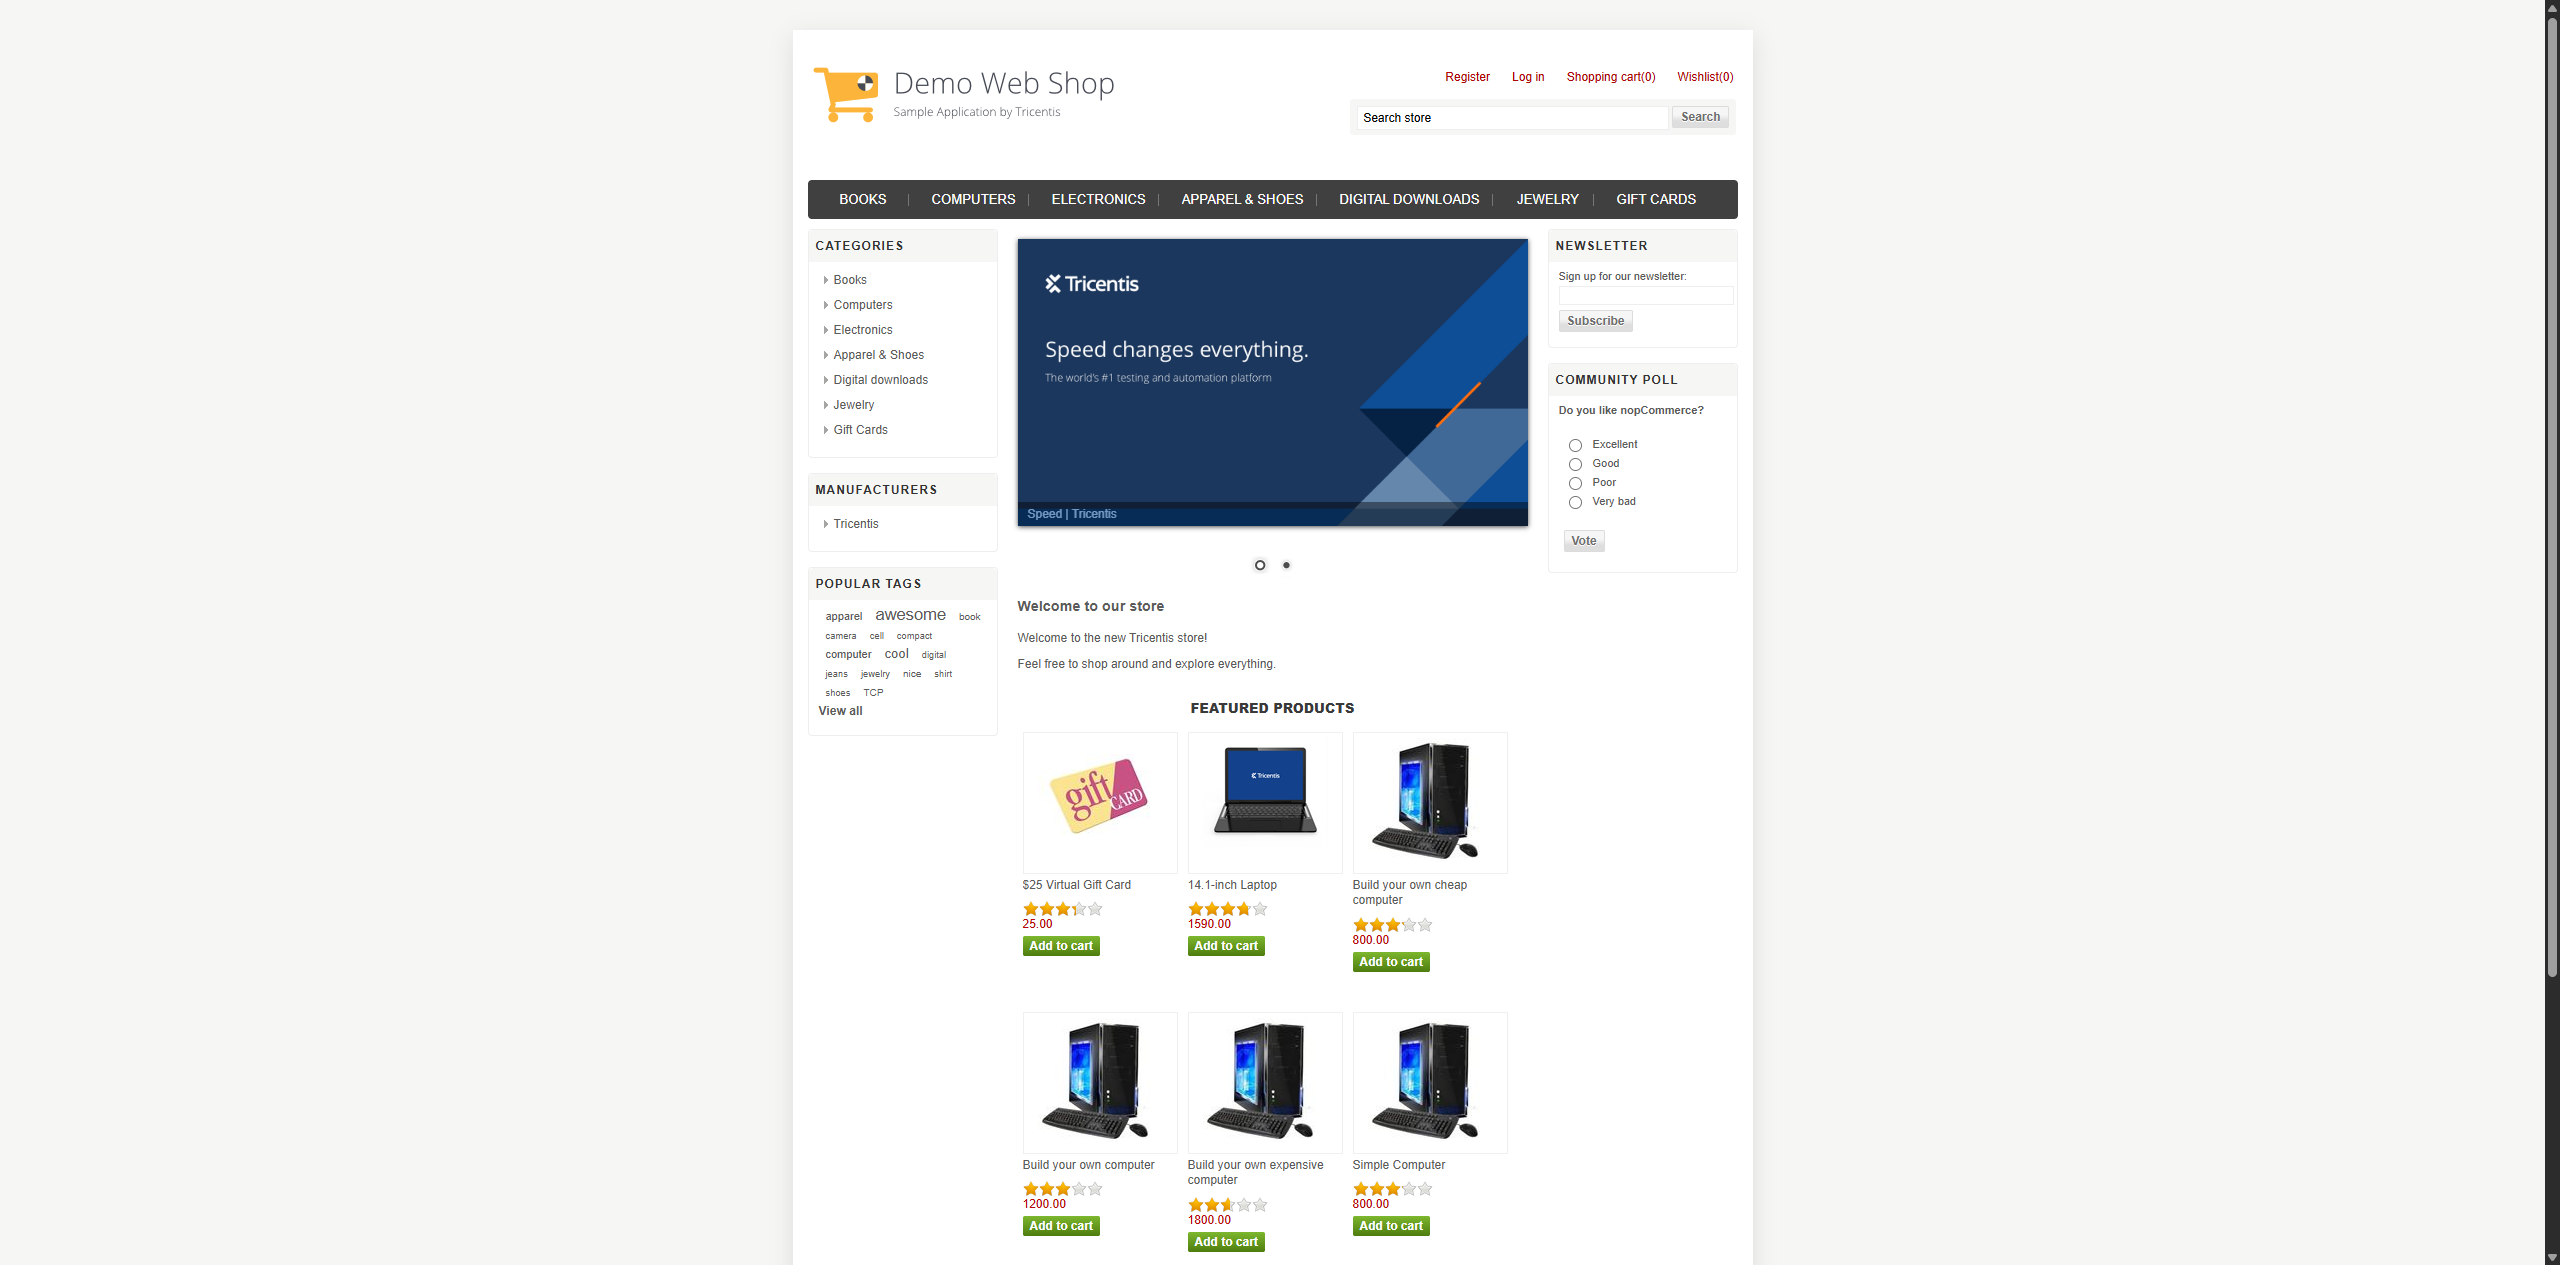 Demo Web Shop
Sample Application by Tricentis
Register Log in Shopping cart(0) Wishlist(0)
Search store Search
BOOKS COMPUTERS ELECTRONICS APPAREL & SHOES DIGITAL DOWNLOADS JEWELRY GIFT CARDS
CATEGORIES
Books
Computers
Electronics
Apparel & Shoes
Digital downloads
Jewelry
Gift Cards
MANUFACTURERS
Tricentis
POPULAR TAGS
apparel awesome book
camera cell compact
computer cool digital
jeans jewelry nice shirt
shoes TCP
View all
Tricentis
Speed changes everything.
The world's #1 testing and automation platform
Speed | Tricentis
Welcome to our store
Welcome to the new Tricentis store!
Feel free to shop around and explore everything.
FEATURED PRODUCTS
gift CARD
Tricentis
$25 Virtual Gift Card
25.00
Add to cart
14.1-inch Laptop
1590.00
Add to cart
Build your own cheap
computer
800.00
Add to cart
Build your own computer
1200.00
Add to cart
Build your own expensive
computer
1800.00
Add to cart
Simple Computer
800.00
Add to cart
NEWSLETTER
Sign up for our newsletter:
Subscribe
COMMUNITY POLL
Do you like nopCommerce?
Excellent
Good
Poor
Very bad
Vote